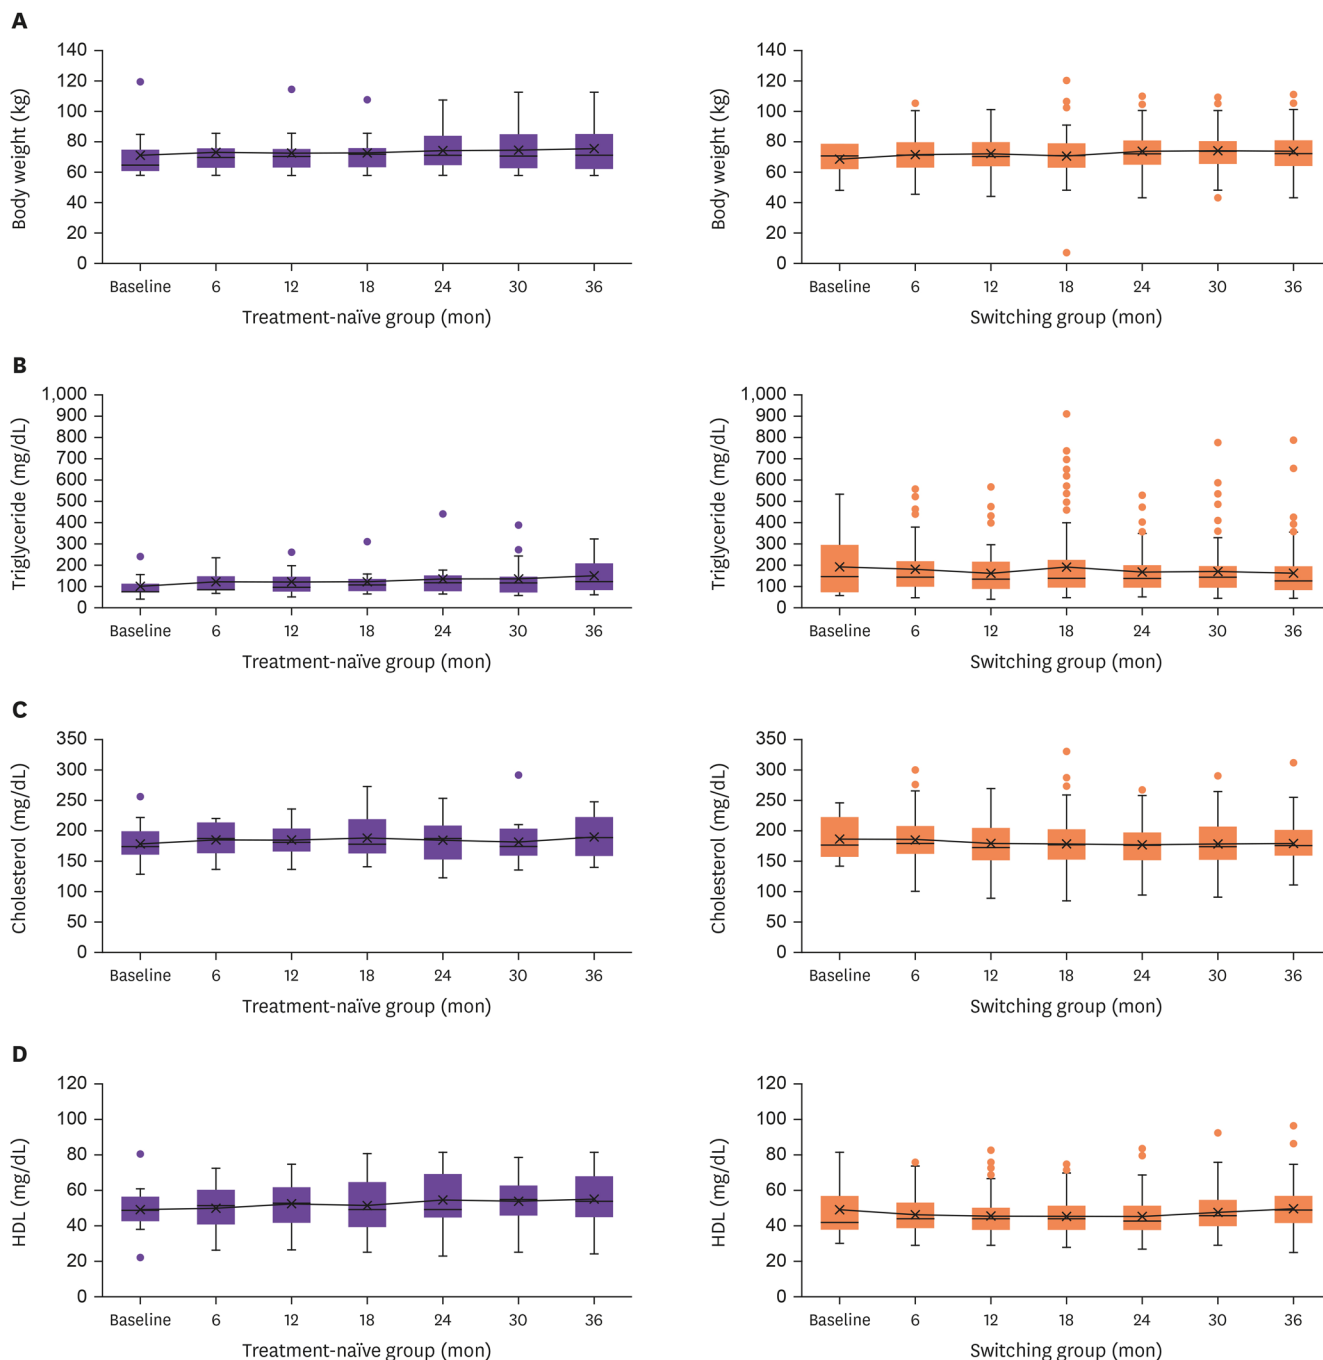 A
Body weight (kg)
140
120
100
80
60
40
20
0
Baseline 6 12 18 24 30 36
Treatment-naïve group (mon)
Body weight (kg)
140
120
100
80
60
40
20
0
Baseline 6 12 18 24 30 36
Switching group (mon)
B
Triglyceride (mg/dL)
1,000
900
800
700
600
500
400
300
200
100
0
Baseline 6 12 18 24 30 36
Treatment-naïve group (mon)
Triglyceride (mg/dL)
1,000
900
800
700
600
500
400
300
200
100
0
Baseline 6 12 18 24 30 36
Switching group (mon)
C
Cholesterol (mg/dL)
350
300
250
200
150
100
50
0
Baseline 6 12 18 24 30 36
Treatment-naïve group (mon)
Cholesterol (mg/dL)
350
300
250
200
150
100
50
0
Baseline 6 12 18 24 30 36
Switching group (mon)
D
HDL (mg/dL)
120
100
80
60
40
20
0
Baseline 6 12 18 24 30 36
Treatment-naïve group (mon)
HDL (mg/dL)
120
100
80
60
40
20
0
Baseline 6 12 18 24 30 36
Switching group (mon)